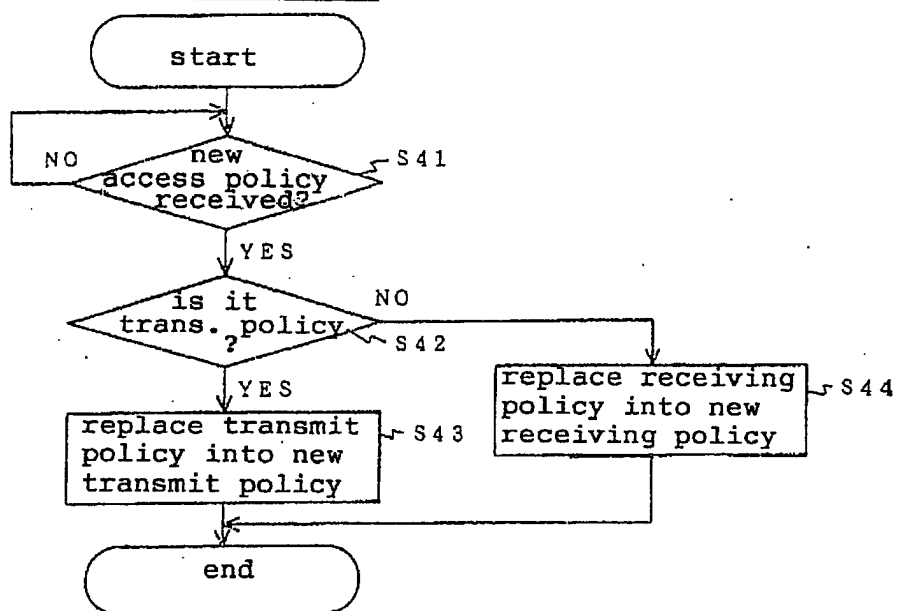 start
NO
new
access policy
received?
S41
YES
is it
trans. policy
?
NO
S42
YES
replace transmit
policy into new
transmit policy
S43
replace receiving
policy into new
receiving policy
S44
end